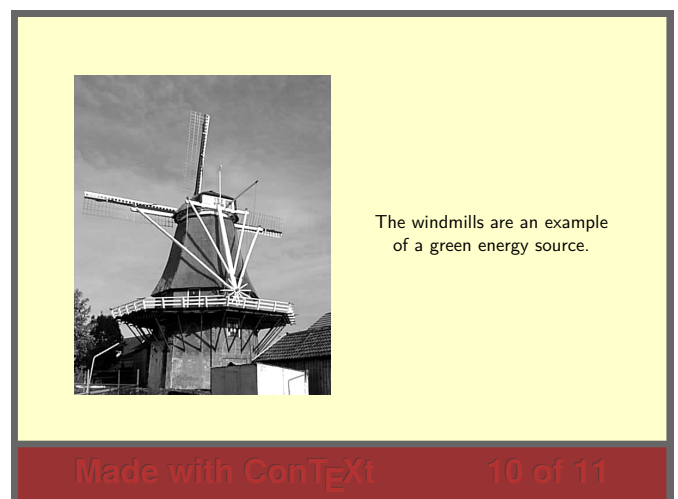 The windmills are an example
of a green energy source.
Made with ConTEXt
10 of 11